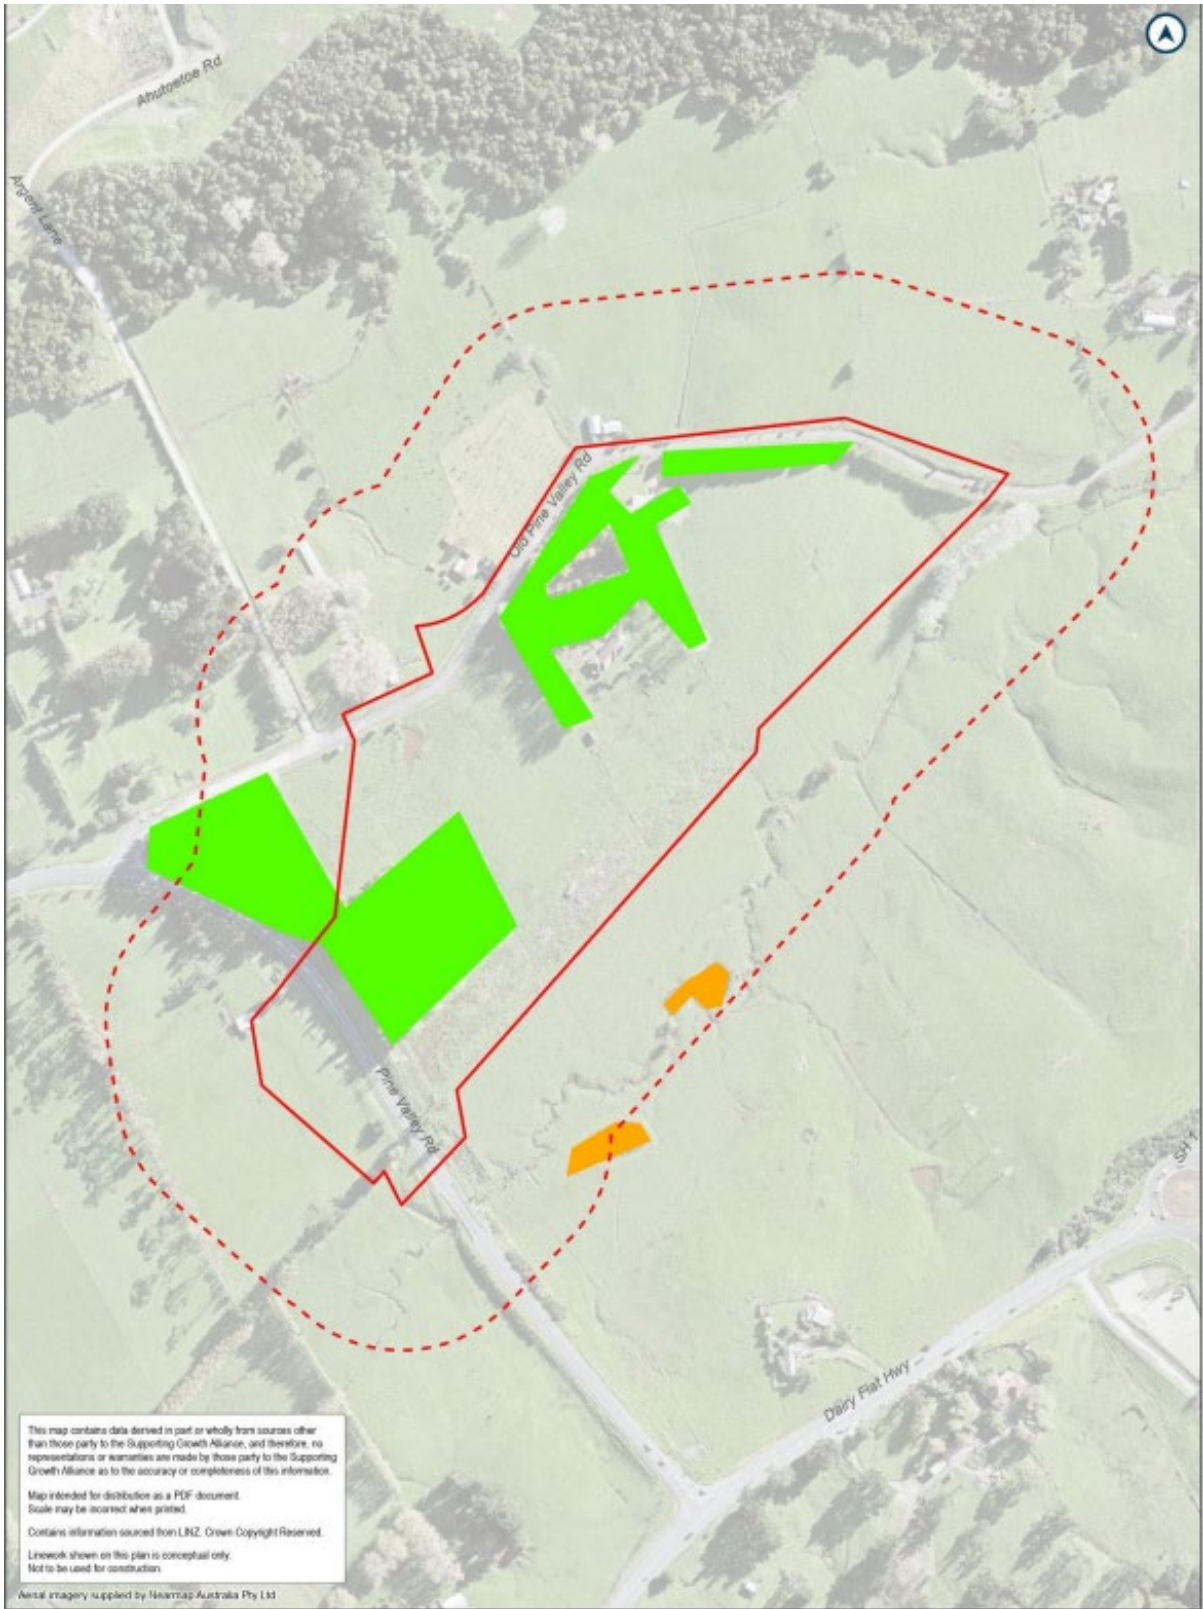 Ahutoetoe Rd
Argent Lane
Old Pine Valley Rd
Pine Valley Rd
SH 1
Dairy Flat Hwy
This map contains data derived in part or wholly from sources other
than those party to the Supporting Growth Alliance, and therefore, no
representations or warranties are made by those party to the Supporting
Growth Alliance as to the accuracy or completeness of this information.
Map intended for distribution as a PDF document.
Scale may be incorrect when printed.
Contains information sourced from LINZ. Crown Copyright Reserved.
Linework shown on this plan is conceptual only.
Not to be used for construction.
Aerial imagery supplied by Nearmap Australia Pty Ltd